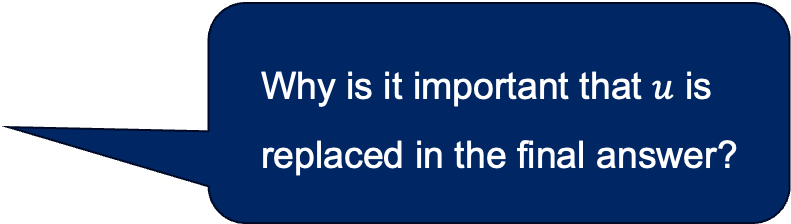 Why is it important that 𝑢 is
replaced in the final answer?